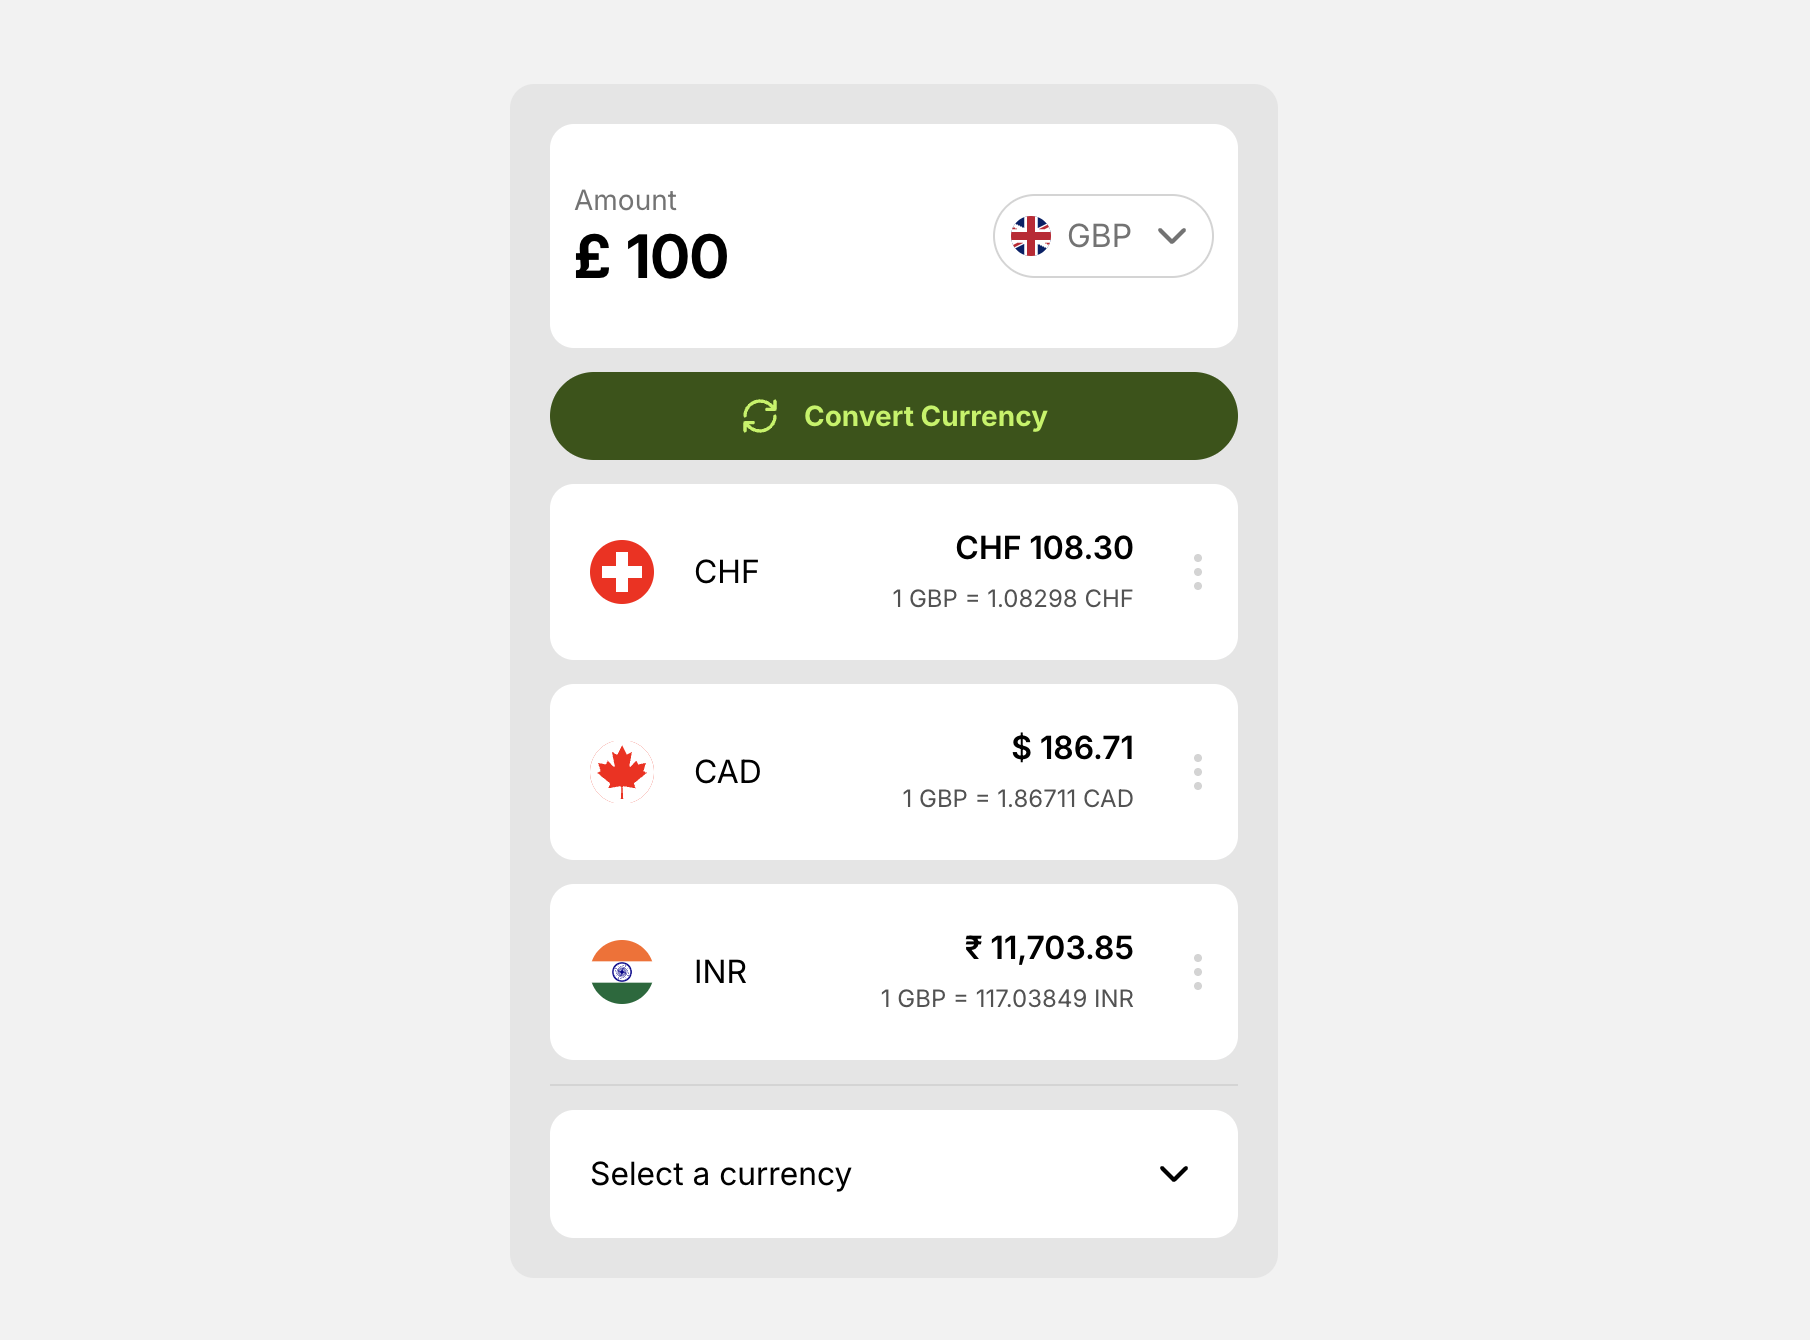 Amount
£ 100
GBP
Convert Currency
CHF
CHF 108.30
1 GBP = 1.08298 CHF
CAD
$ 186.71
1 GBP = 1.86711 CAD
INR
₹ 11,703.85
1 GBP = 117.03849 INR
Select a currency